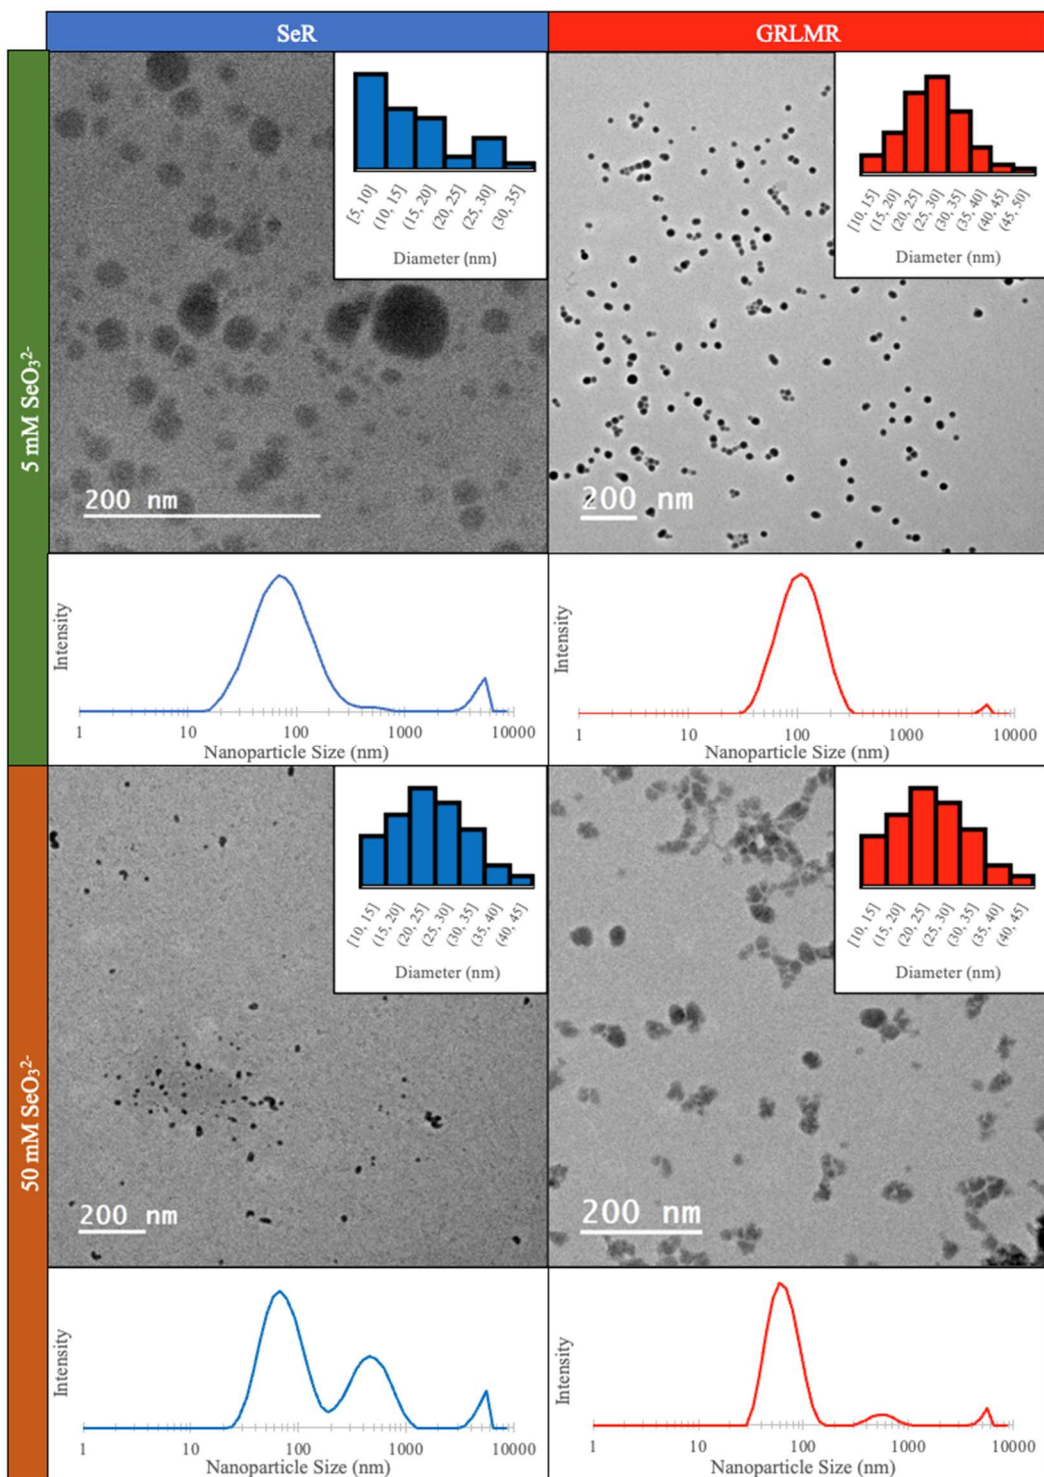 SeR
GRLMR
5 mM SeO₃²⁻
[5, 10]
(10, 15]
(15, 20]
(20, 25]
(25, 30]
(30, 35]
Diameter (nm)
200 nm
[10, 15]
(15, 20]
(20, 25]
(25, 30]
(30, 35]
(35, 40]
(40, 45]
(45, 50]
Diameter (nm)
200 nm
Intensity
1 10 100 1000 10000
Nanoparticle Size (nm)
Intensity
1 10 100 1000 10000
Nanoparticle Size (nm)
50 mM SeO₃²⁻
[10, 15]
(15, 20]
(20, 25]
(25, 30]
(30, 35]
(35, 40]
(40, 45]
Diameter (nm)
200 nm
[10, 15]
(15, 20]
(20, 25]
(25, 30]
(30, 35]
(35, 40]
(40, 45]
Diameter (nm)
200 nm
Intensity
1 10 100 1000 10000
Nanoparticle Size (nm)
Intensity
1 10 100 1000 10000
Nanoparticle Size (nm)